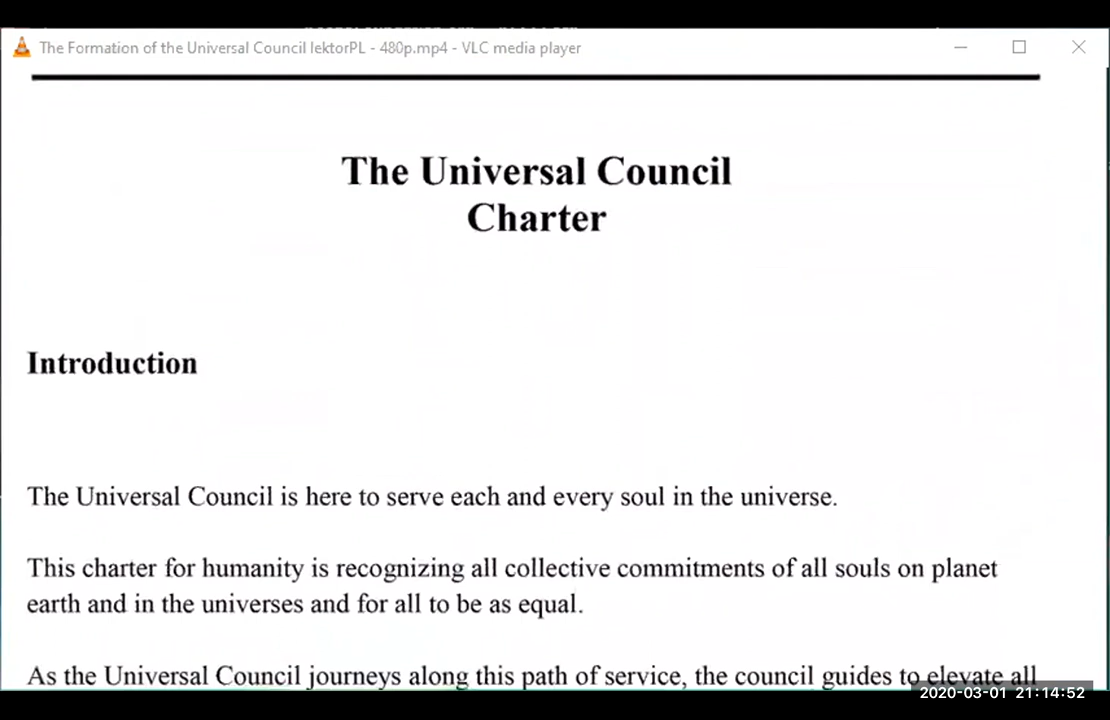 The Formation of the Universal Council lektorPL - 480p.mp4 - VLC media player
The Universal Council
Charter
Introduction
The Universal Council is here to serve each and every soul in the universe.
This charter for humanity is recognizing all collective commitments of all souls on planet
earth and in the universes and for all to be as equal.
As the Universal Council journeys along this path of service, the council guides to elevate all
2020-03-01 21:14:52